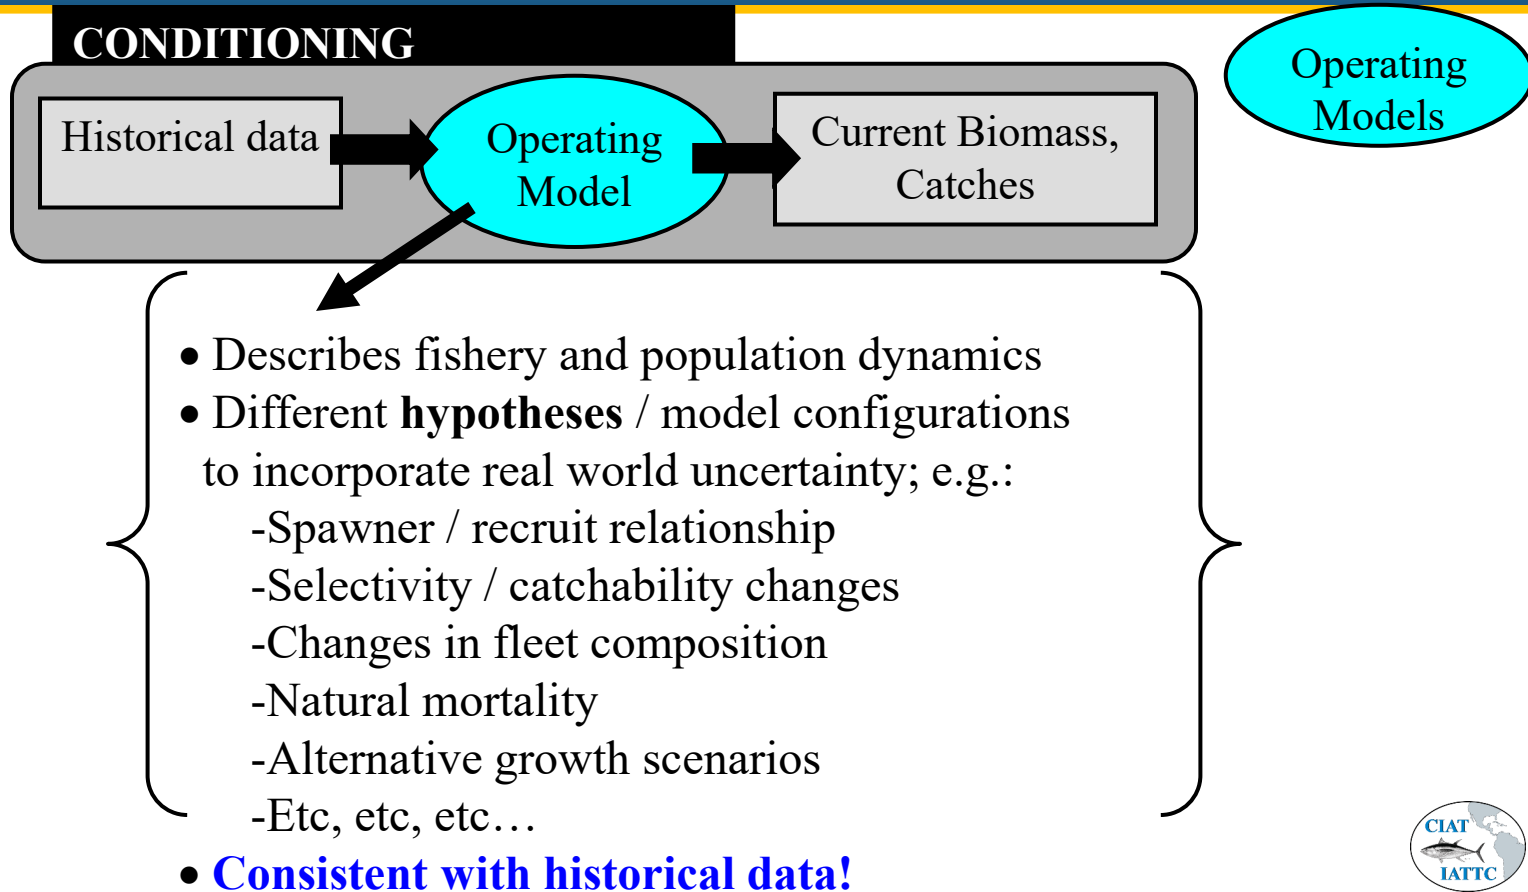 CONDITIONING
Historical data
Operating
Model
Current Biomass,
Catches
Operating
Models
• Describes fishery and population dynamics
• Different hypotheses / model configurations
to incorporate real world uncertainty; e.g.:
-Spawner / recruit relationship
-Selectivity / catchability changes
-Changes in fleet composition
-Natural mortality
-Alternative growth scenarios
-Etc, etc, etc…
• Consistent with historical data!
CIAT
IATTC